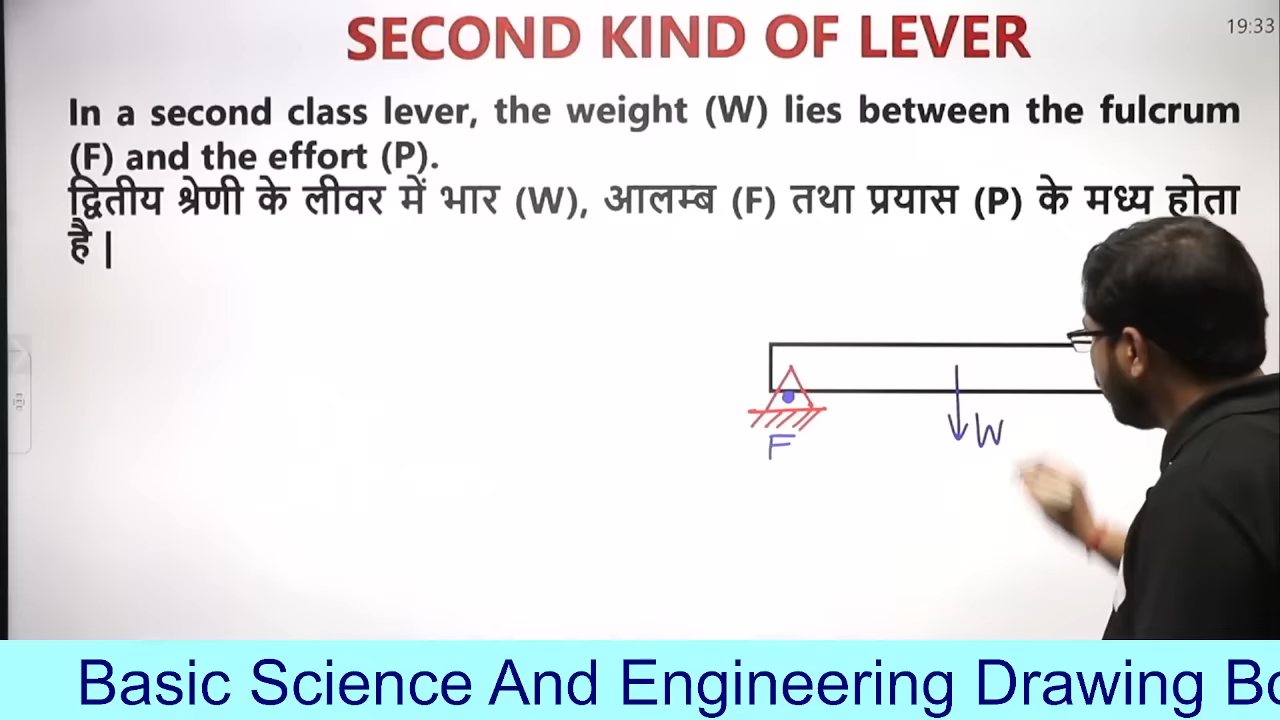 SECOND KIND OF LEVER
19:33
In a second class lever, the weight (W) lies between the fulcrum
(F) and the effort (P).
द्वितीय श्रेणी के लीवर में भार (W), आलम्ब (F) तथा प्रयास (P) के मध्य होता
है |
F
W
Basic Science And Engineering Drawing